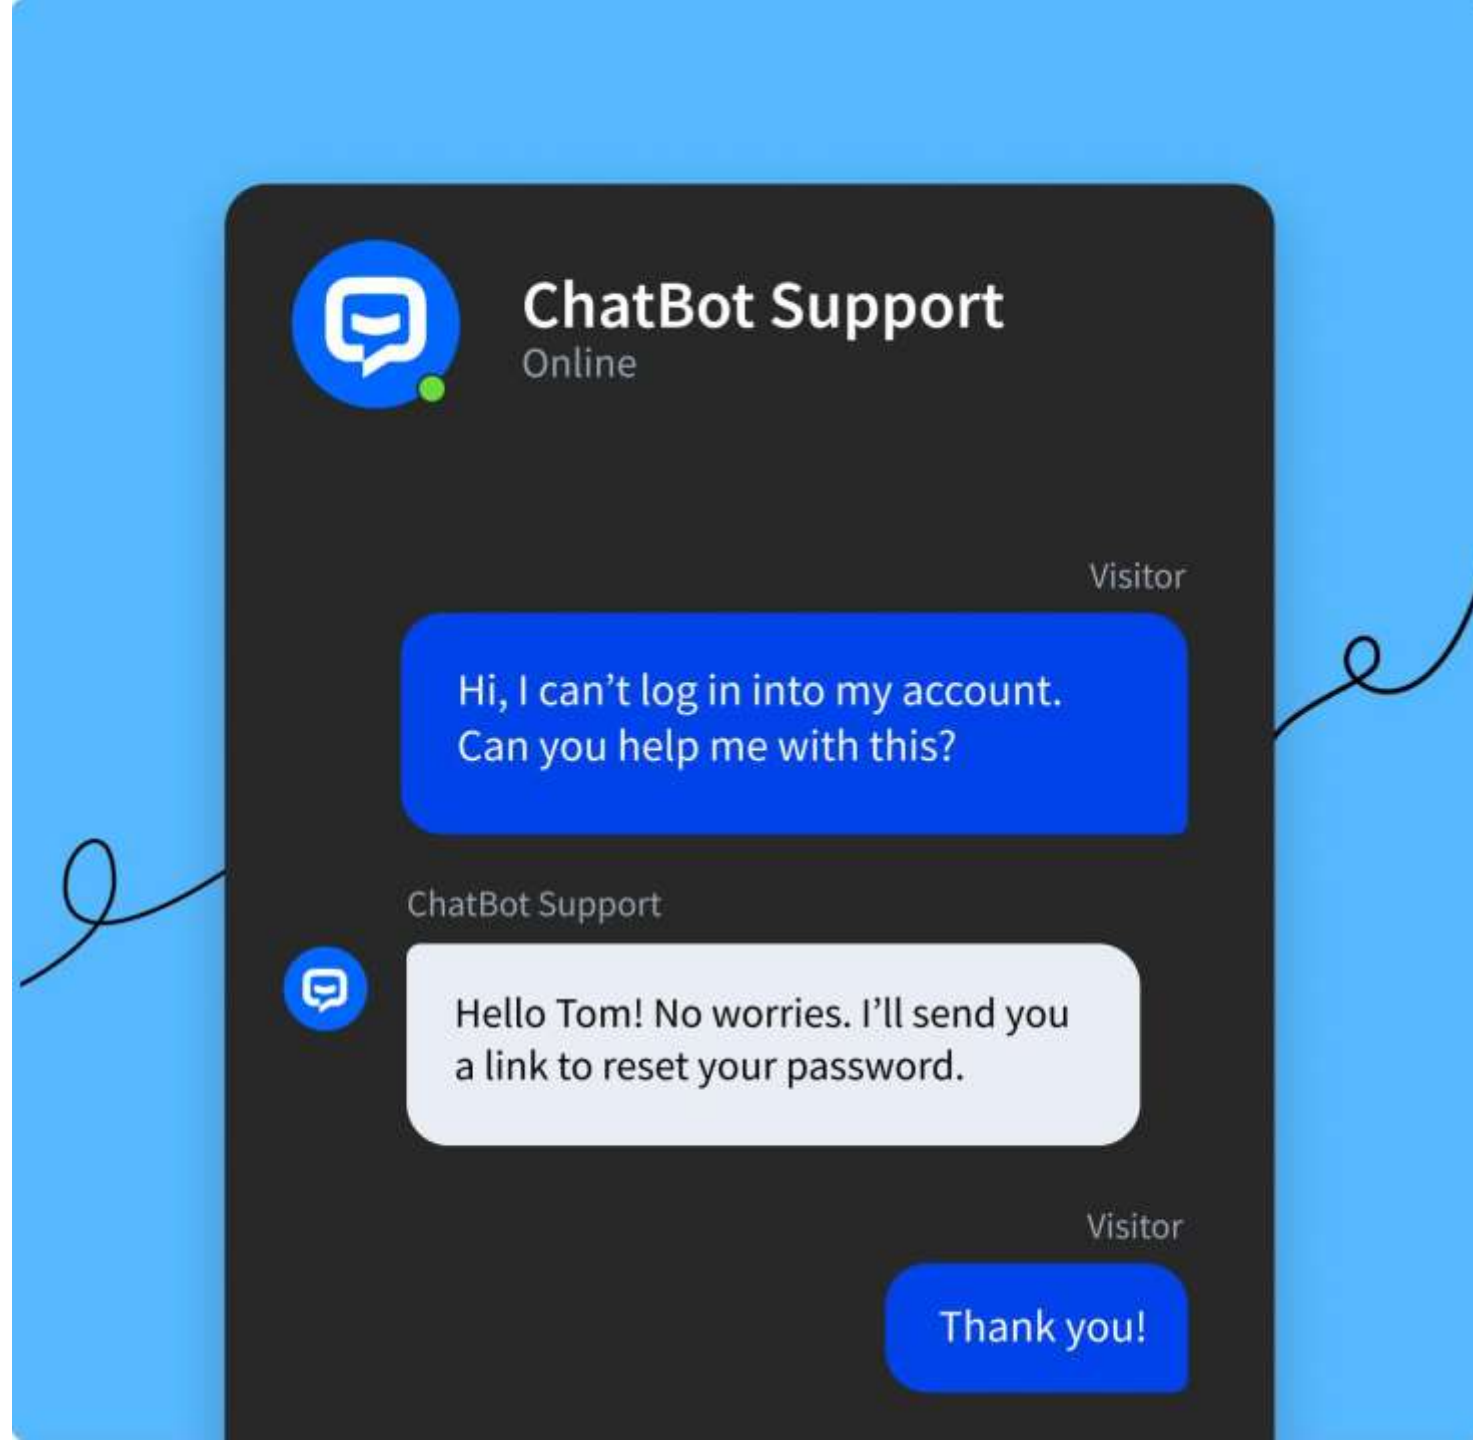 ChatBot Support
Online
Visitor
Hi, I can’t log in into my account.
Can you help me with this?
ChatBot Support
Hello Tom! No worries. I’ll send you
a link to reset your password.
Visitor
Thank you!